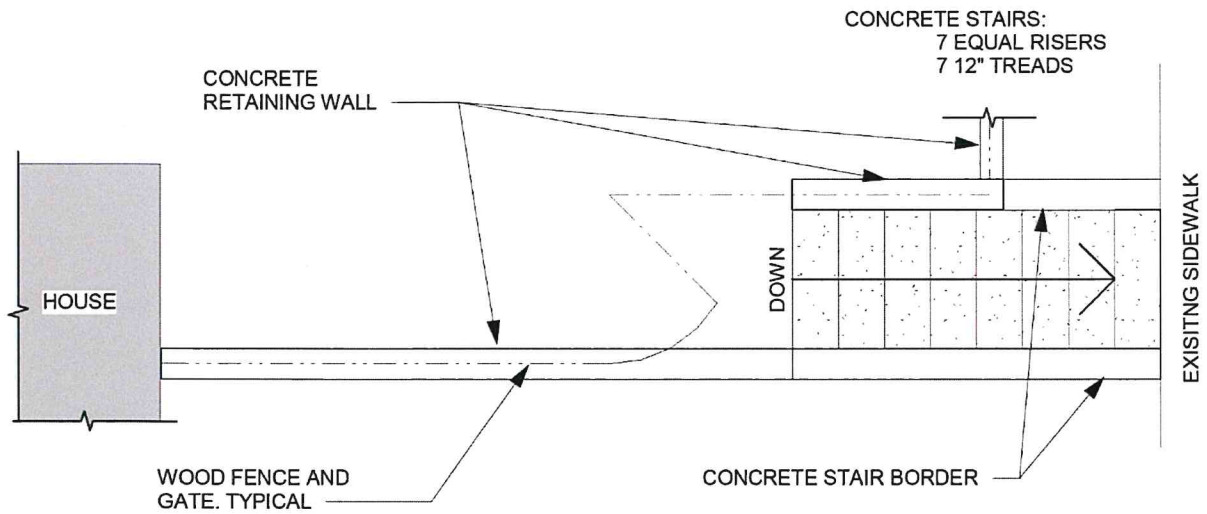 CONCRETE STAIRS:
7 EQUAL RISERS
7 12" TREADS
CONCRETE
RETAINING WALL
HOUSE
DOWN
EXISITNG SIDEWALK
WOOD FENCE AND
GATE. TYPICAL
CONCRETE STAIR BORDER